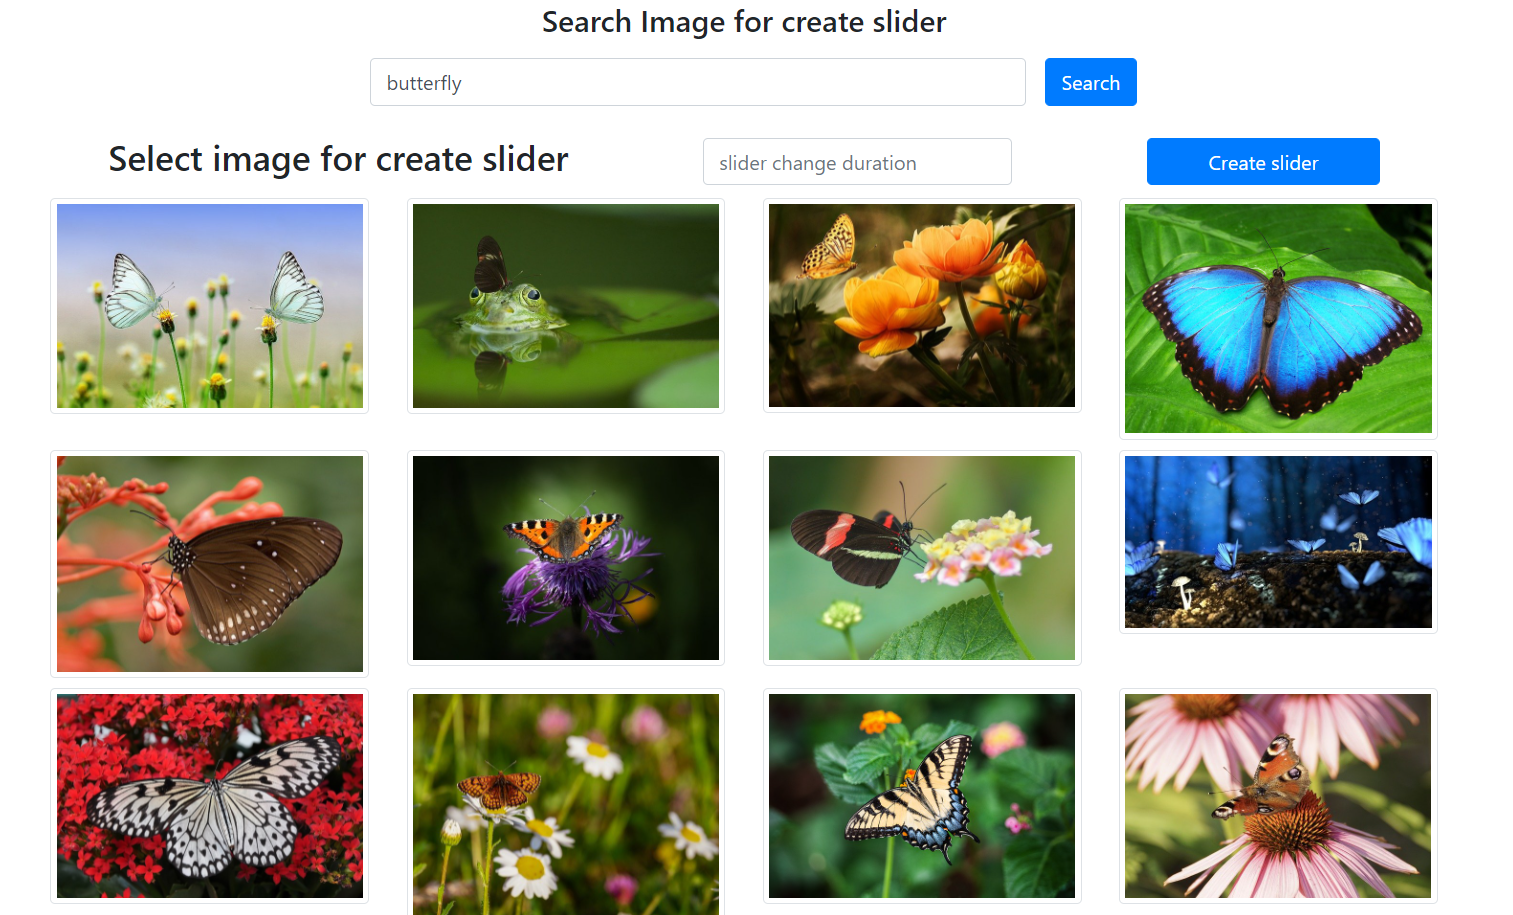 Search Image for create slider
butterfly
Search
Select image for create slider
slider change duration
Create slider